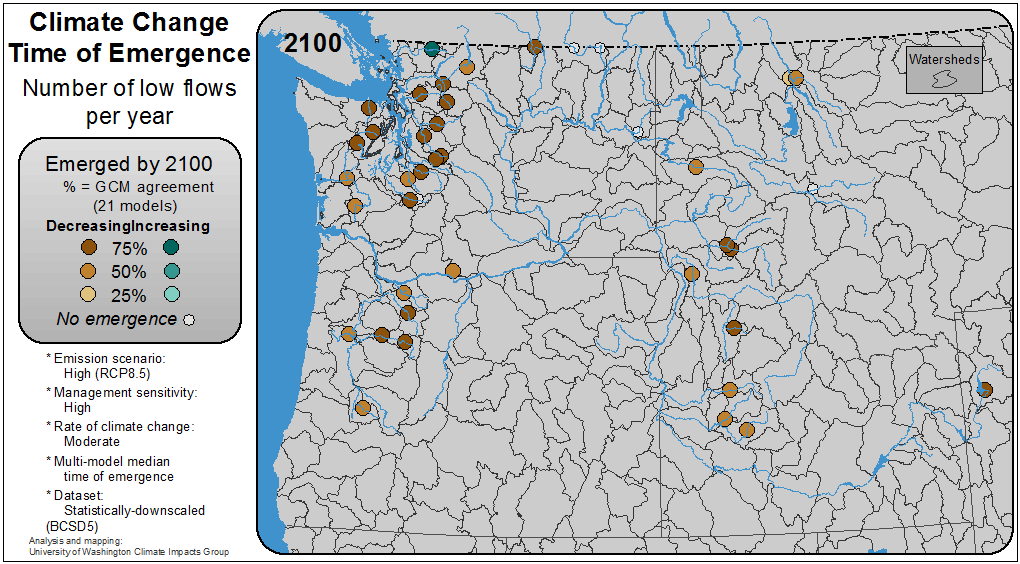 Climate Change
Time of Emergence
Number of low flows
per year
Emerged by 2100
% = GCM agreement
(21 models)
DecreasingIncreasing
75%
50%
25%
No emergence
* Emission scenario:
High (RCP8.5)
* Management sensitivity:
High
* Rate of climate change:
Moderate
* Multi-model median
time of emergence
* Dataset:
Statistically-downscaled
(BCSD5)
Analysis and mapping:
University of Washington Climate Impacts Group
2100
Watersheds